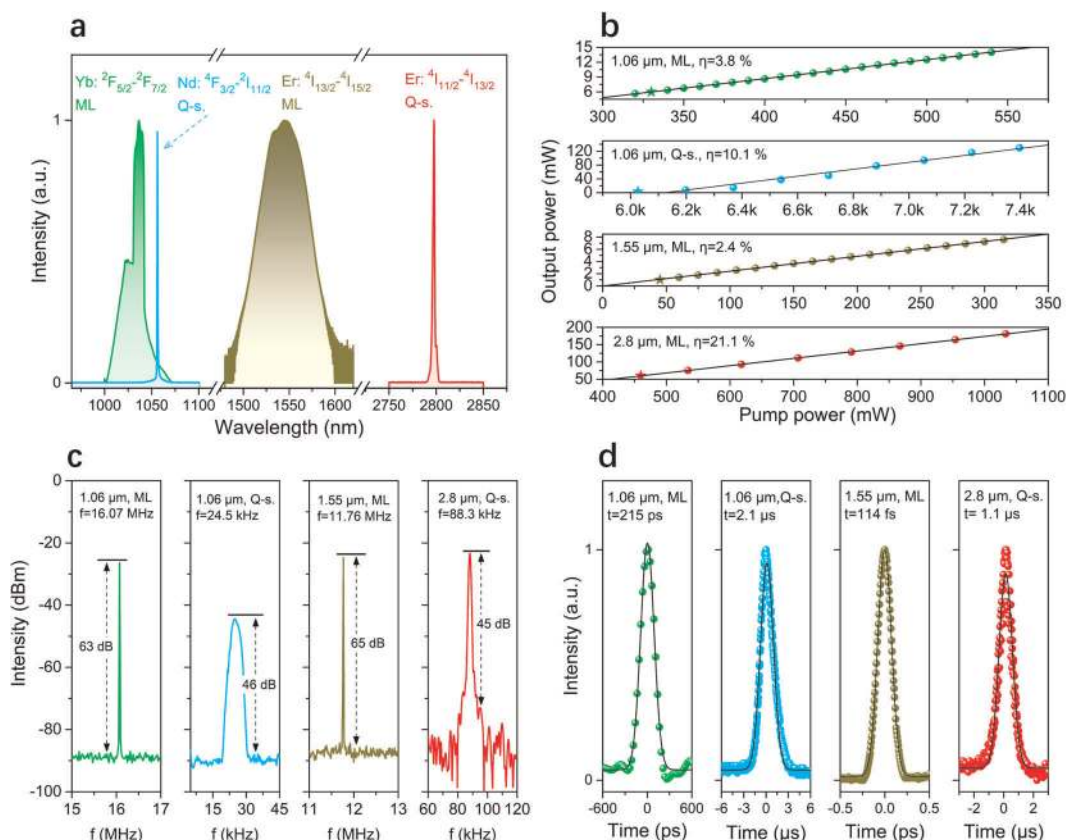 a
Yb: ²F₅/₂-²F₇/₂
ML
Nd: ⁴F₃/₂-²I₁₁/₂
Q-s.
Er: ⁴I₁₃/₂-⁴I₁₅/₂
ML
Er: ⁴I₁₁/₂-⁴I₁₃/₂
Q-s.
Intensity (a.u.)
1
0
1000 1050 1100 1500 1550 1600 2750 2800 2850
Wavelength (nm)
b
1.06 µm, ML, η=3.8 %
15
12
9
6
300 350 400 450 500 550
1.06 µm, Q-s., η=10.1 %
120
80
40
0
6.0k 6.2k 6.4k 6.6k 6.8k 7.0k 7.2k 7.4k
1.55 µm, ML, η=2.4 %
8
6
4
2
0
0 50 100 150 200 250 300 350
2.8 µm, ML, η=21.1 %
200
150
100
50
400 500 600 700 800 900 1000 1100
Output power (mW)
Pump power (mW)
c
Intensity (dBm)
0
-20
-40
-60
-80
-100
1.06 µm, ML
f=16.07 MHz
63 dB
15 16 17
f (MHz)
1.06 µm, Q-s.
f=24.5 kHz
46 dB
15 30 45
f (kHz)
1.55 µm, ML
f=11.76 MHz
65 dB
11 12 13
f (MHz)
2.8 µm, Q-s.
f=88.3 kHz
45 dB
60 80 100 120
f (kHz)
d
Intensity (a.u.)
1
0
1.06 µm, ML
t=215 ps
-600 0 600
Time (ps)
1.06 µm,Q-s.
t=2.1 µs
-6 -3 0 3 6
Time (µs)
1.55 µm, ML
t=114 fs
-0.5 0.0 0.5
Time (ps)
2.8 µm, Q-s.
t= 1.1 µs
-2 0 2
Time (µs)